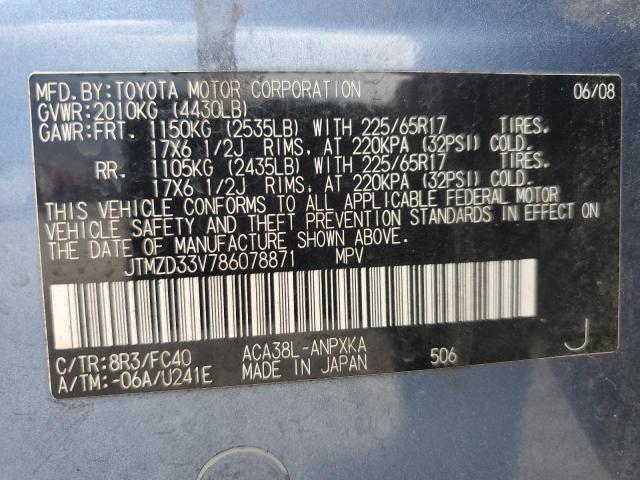 MFD.BY:TOYOTA MOTOR CORPORATION 06/08
GVWR:2010KG (4430LB)
GAWR:FRT. 1150KG (2535LB) WITH 225/65R17 TIRES.
17X6 1/2J RIMS. AT 220KPA (32PSI) COLD.
RR. 1105KG (2435LB) WITH 225/65R17 TIRES.
17X6 1/2J RIMS. AT 220KPA (32PSI) COLD.
THIS VEHICLE CONFORMS TO ALL APPLICABLE FEDERAL MOTOR
VEHICLE SAFETY AND THEFT PREVENTION STANDARDS IN EFFECT ON
THE DATE OF MANUFACTURE SHOWN ABOVE.
JTMZD33V786078871 MPV
C/TR:8R3/FC40 ACA38L-ANPXKA 506 J
A/TM:-06A/U241E MADE IN JAPAN